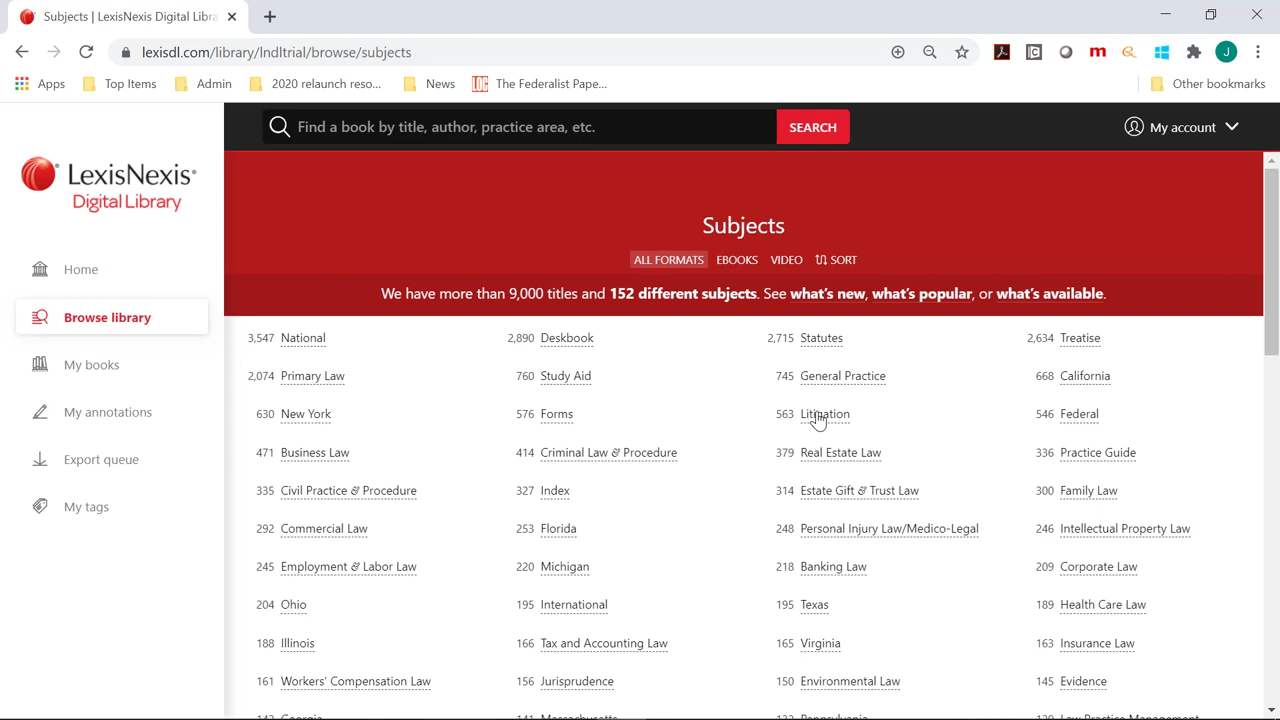 Subjects | LexisNexis Digital Libra
lexisdl.com/library/lndltrial/browse/subjects
J
Apps Top Items Admin 2020 relaunch reso... News The Federalist Pape... Other bookmarks
Find a book by title, author, practice area, etc. SEARCH My account
LexisNexis®
Digital Library
Home
Browse library
My books
My annotations
Export queue
My tags
Subjects
ALL FORMATS EBOOKS VIDEO SORT
We have more than 9,000 titles and 152 different subjects. See what's new, what's popular, or what's available.
3,547 National 2,890 Deskbook 2,715 Statutes 2,634 Treatise
2,074 Primary Law 760 Study Aid 745 General Practice 668 California
630 New York 576 Forms 563 Litigation 546 Federal
471 Business Law 414 Criminal Law & Procedure 379 Real Estate Law 336 Practice Guide
335 Civil Practice & Procedure 327 Index 314 Estate Gift & Trust Law 300 Family Law
292 Commercial Law 253 Florida 248 Personal Injury Law/Medico-Legal 246 Intellectual Property Law
245 Employment & Labor Law 220 Michigan 218 Banking Law 209 Corporate Law
204 Ohio 195 International 195 Texas 189 Health Care Law
188 Illinois 166 Tax and Accounting Law 165 Virginia 163 Insurance Law
161 Workers' Compensation Law 156 Jurisprudence 150 Environmental Law 145 Evidence
Georgia Massachusetts Pennsylvania Law Practice Management